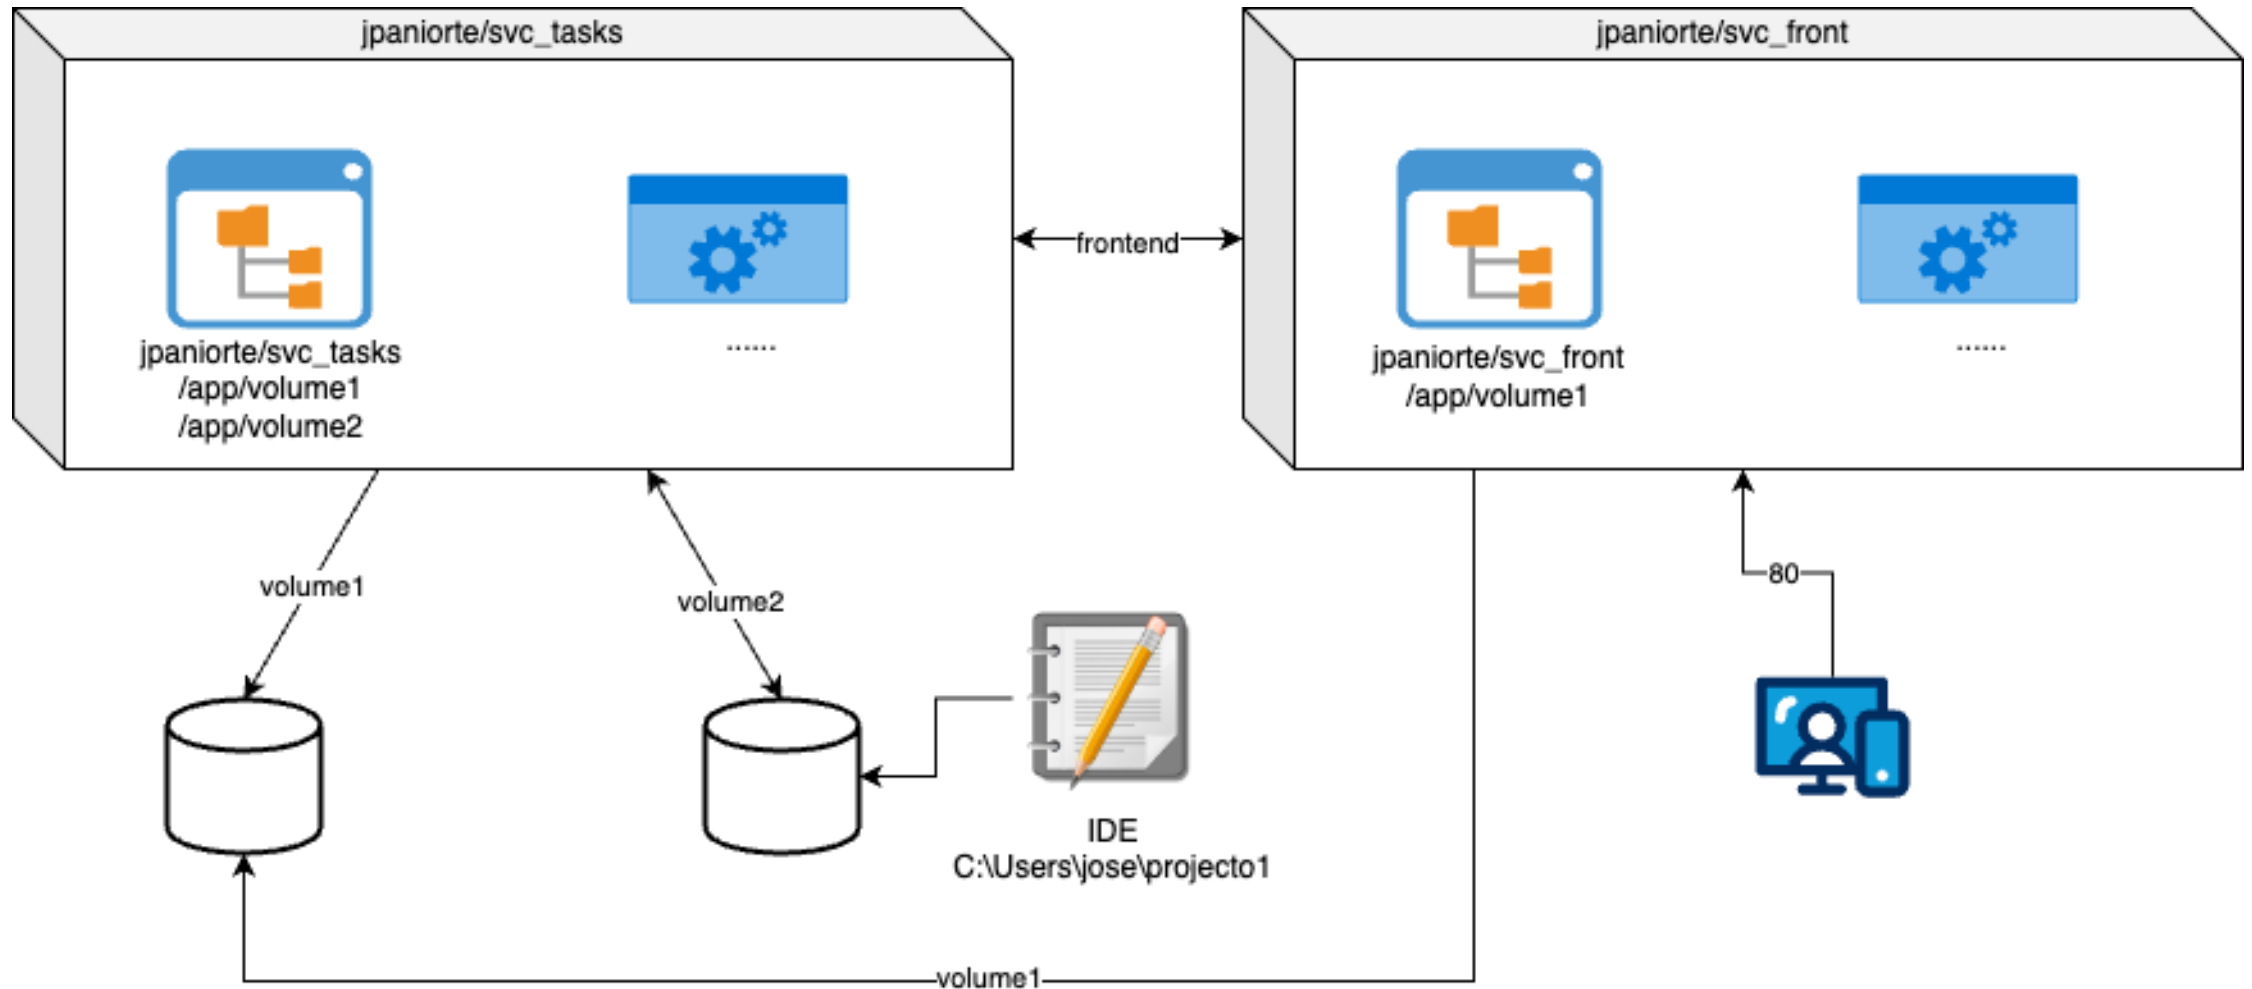 jpaniorte/svc_tasks
jpaniorte/svc_front
jpaniorte/svc_tasks
/app/volume1
/app/volume2
......
frontend
jpaniorte/svc_front
/app/volume1
......
volume1
volume2
80
IDE
C:\Users\jose\projecto1
volume1